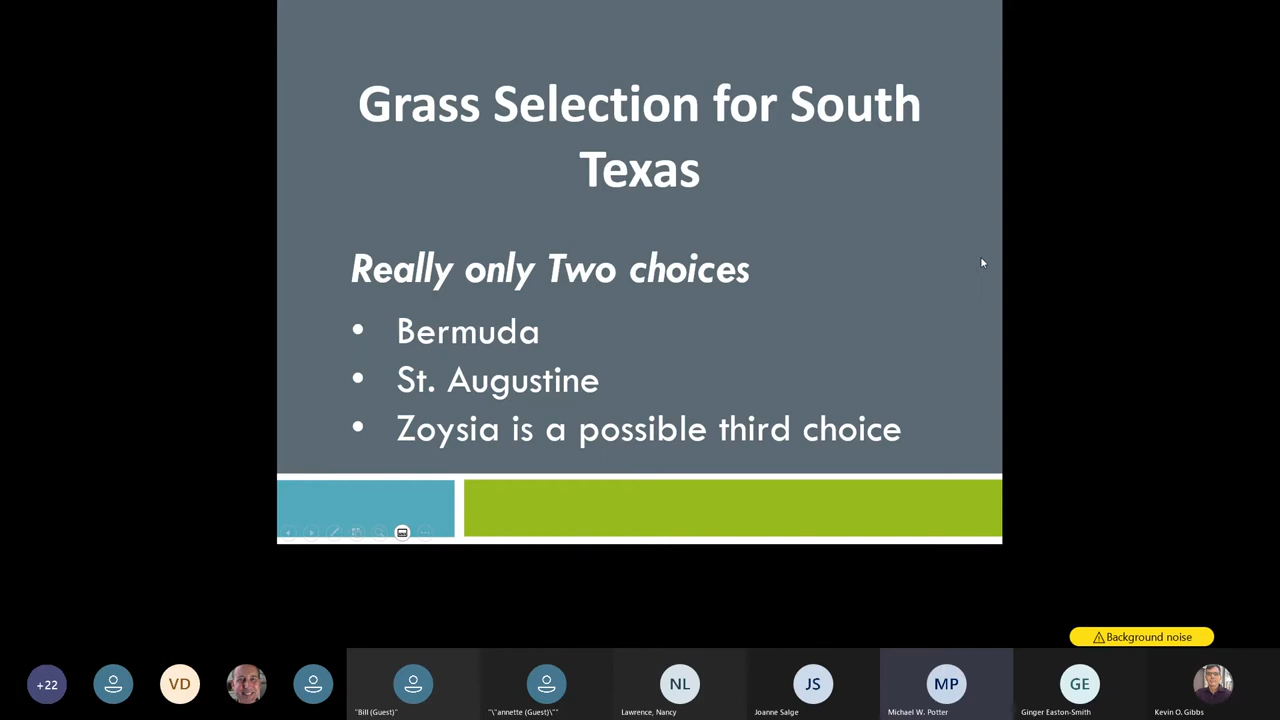 Grass Selection for South
Texas
Really only Two choices
• Bermuda
• St. Augustine
• Zoysia is a possible third choice
Background noise
+22
VD
NL
JS
MP
GE
"Bill (Guest)"
"\"annette (Guest)\""
Lawrence, Nancy
Joanne Salge
Michael W. Potter
Ginger Easton-Smith
Kevin O. Gibbs